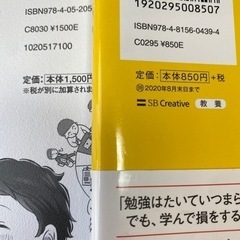 ISBN978-4-05-205
C8030 ¥1500E
1020517100
定価：本体1,500円
※税が別に加算されま
1920295008507
ISBN978-4-8156-0439-4
C0295 ¥850E
定価：本体850円+税
2020年8月末日まで
SB Creative
教養
「勉強はたいていつまら
でも、学んで損をする